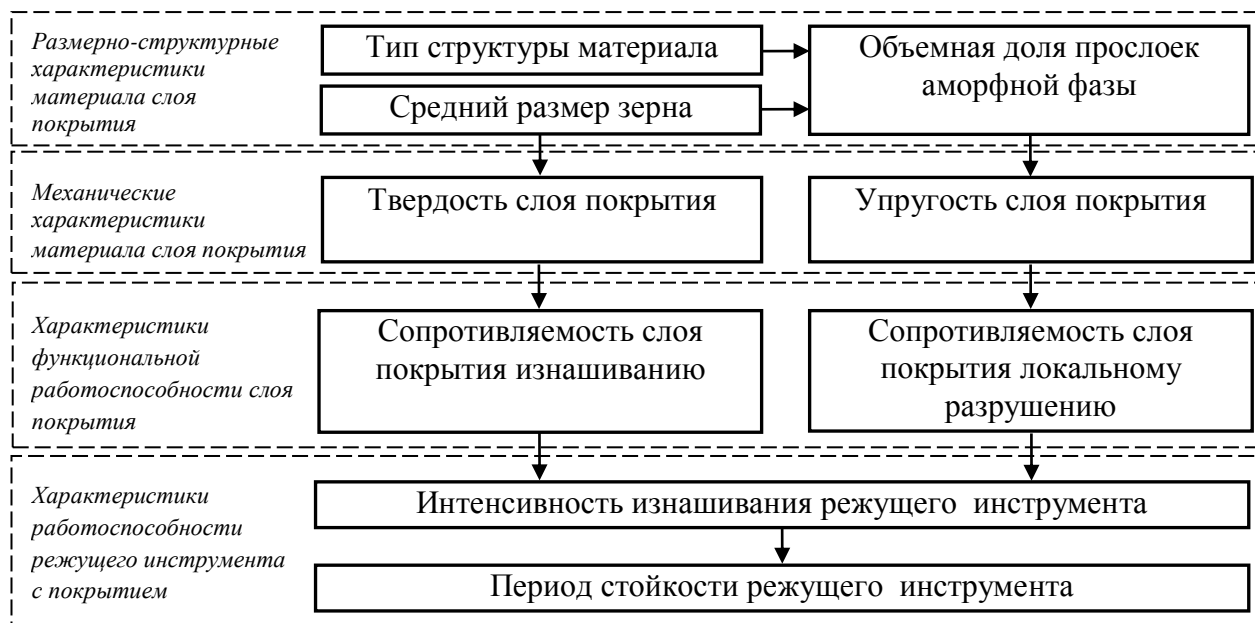 Размерно-структурные
характеристики
материала слоя
покрытия
Тип структуры материала
Средний размер зерна
Объемная доля прослоек
аморфной фазы
Механические
характеристики
материала слоя покрытия
Твердость слоя покрытия
Упругость слоя покрытия
Характеристики
функциональной
работоспособности слоя
покрытия
Сопротивляемость слоя
покрытия изнашиванию
Сопротивляемость слоя
покрытия локальному
разрушению
Характеристики
работоспособности
режущего инструмента
с покрытием
Интенсивность изнашивания режущего инструмента
Период стойкости режущего инструмента